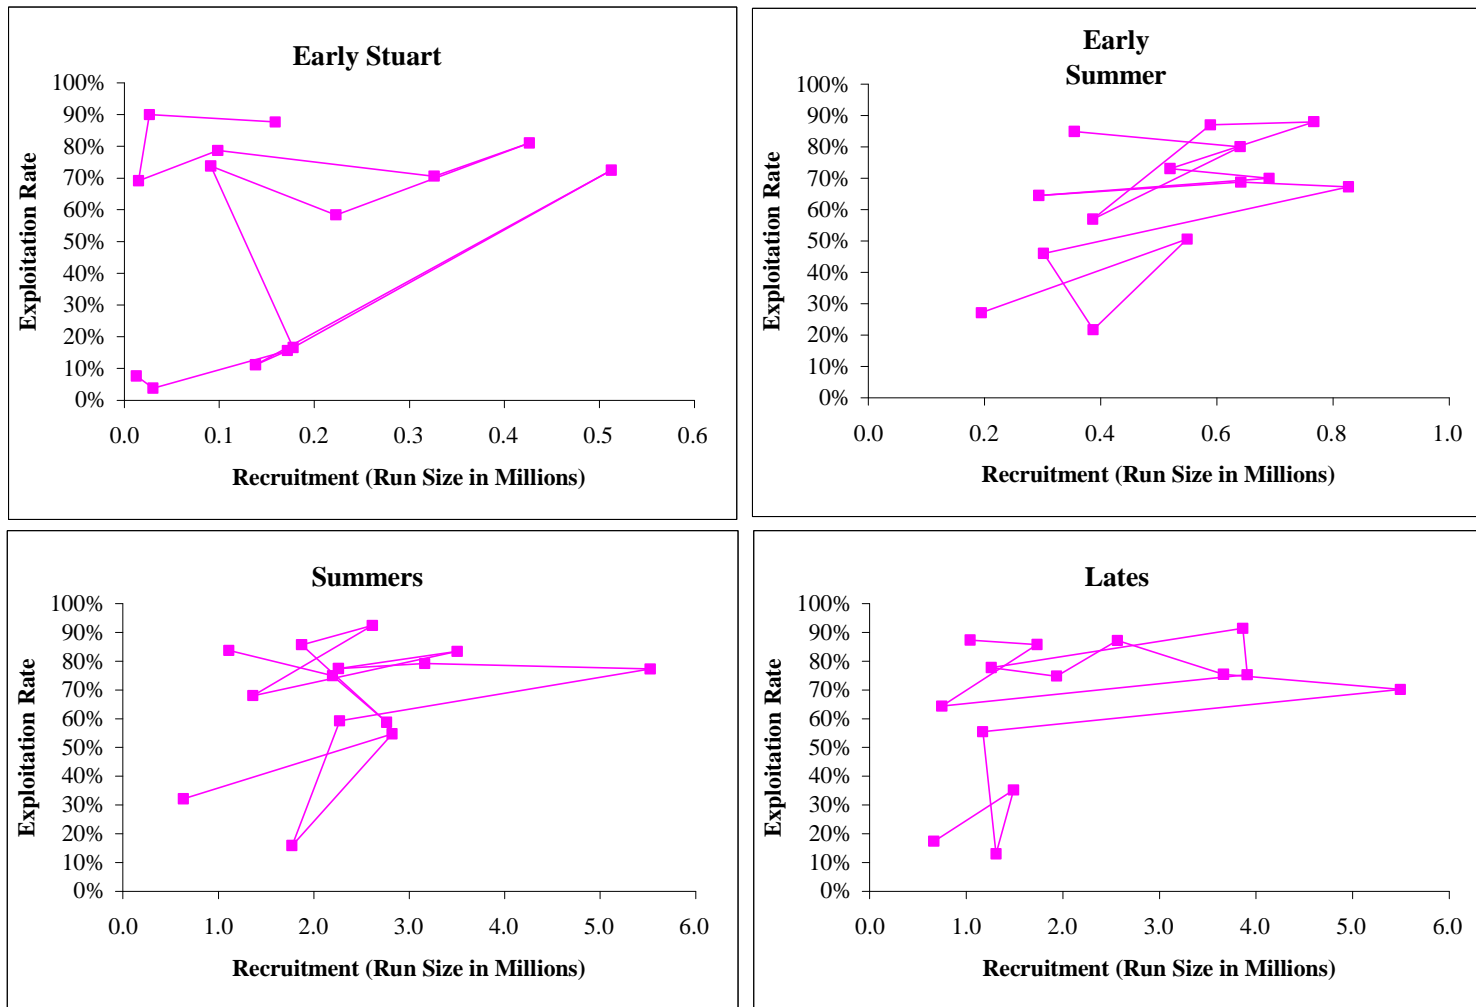 Early Stuart
100%
90%
80%
70%
60%
50%
40%
30%
20%
10%
0%
Exploitation Rate
0.0 0.1 0.2 0.3 0.4 0.5 0.6
Recruitment (Run Size in Millions)
Early
Summer
100%
90%
80%
70%
60%
50%
40%
30%
20%
10%
0%
Exploitation Rate
0.0 0.2 0.4 0.6 0.8 1.0
Recruitment (Run Size in Millions)
Summers
100%
90%
80%
70%
60%
50%
40%
30%
20%
10%
0%
Exploitation Rate
0.0 1.0 2.0 3.0 4.0 5.0 6.0
Recruitment (Run Size in Millions)
Lates
100%
90%
80%
70%
60%
50%
40%
30%
20%
10%
0%
Exploitation Rate
0.0 1.0 2.0 3.0 4.0 5.0 6.0
Recruitment (Run Size in Millions)